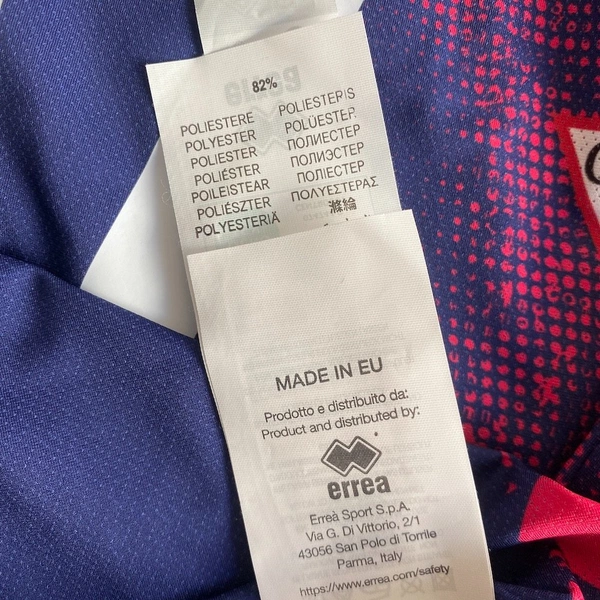 82%
POLIESTERE POLIESTERIS
POLYESTER POLÜESTER
POLIESTER ПОЛИЕСТЕР
POLIÉSTER ПОЛИЭСТЕР
POILEISTEAR ПОЛІЕСТЕР
POLIÉSZTER ΠΟΛΥΕΣΤΕΡΑΣ
POLYESTERIÄ 滌綸
MADE IN EU
Prodotto e distribuito da:
Product and distributed by:
errea
Erreà Sport S.p.A.
Via G. Di Vittorio, 2/1
43056 San Polo di Torrile
Parma, Italy
https://www.errea.com/safety